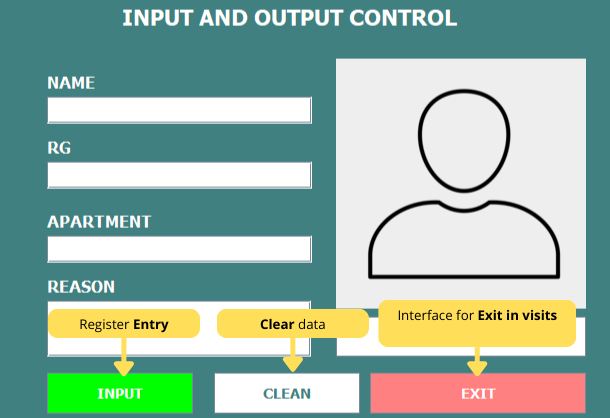 INPUT AND OUTPUT CONTROL
NAME
RG
APARTMENT
REASON
Register Entry
Clear data
Interface for Exit in visits
INPUT
CLEAN
EXIT